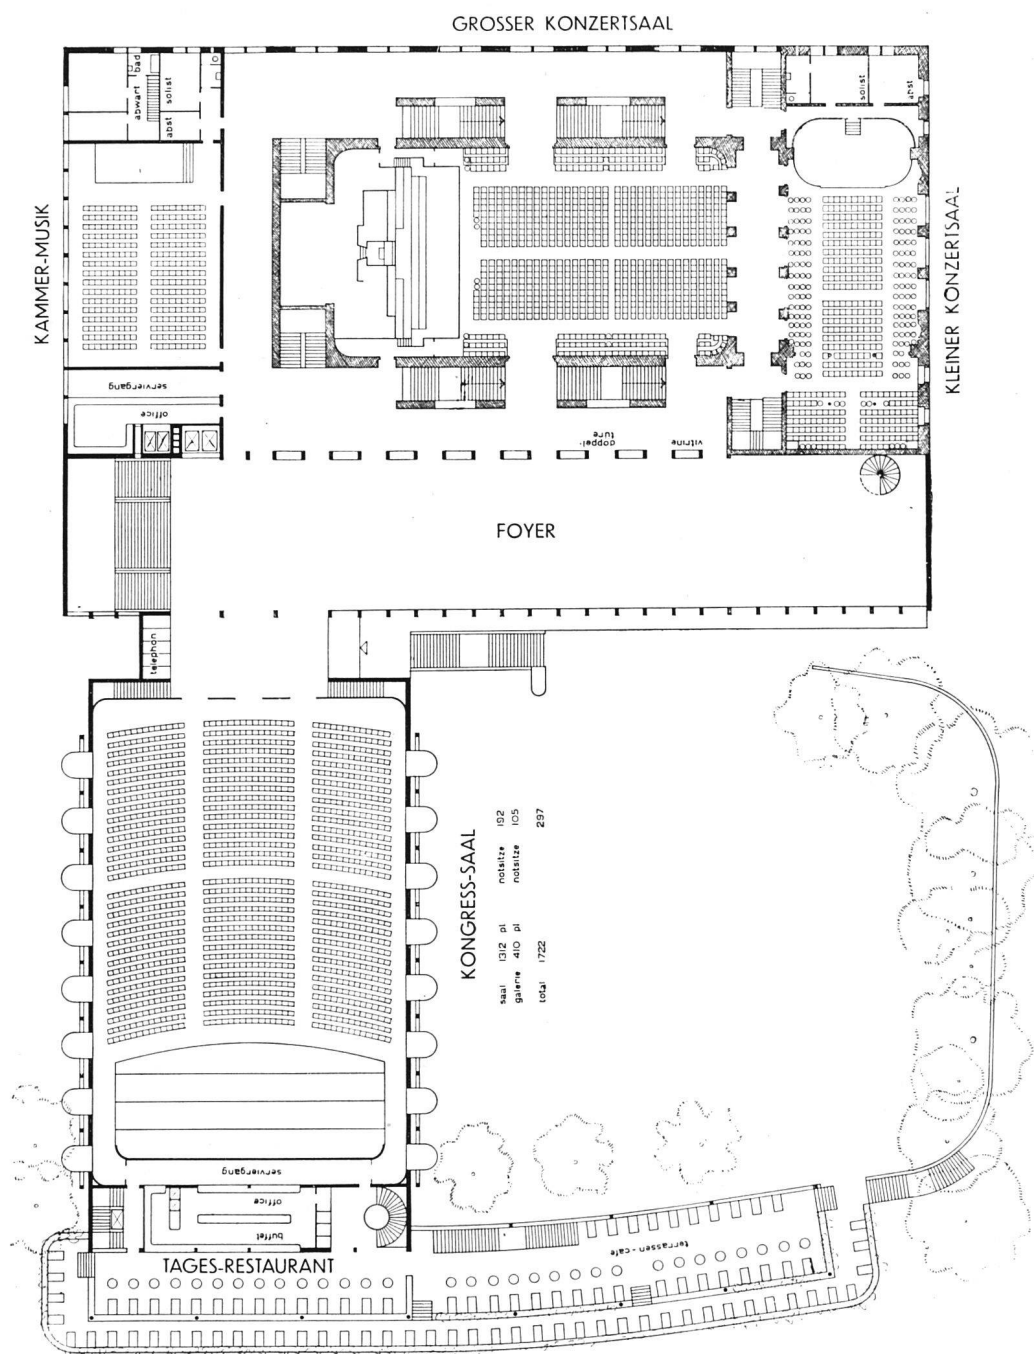 GROSSER KONZERTSAAL
KAMMER-MUSIK
abwart
bad
abst
solist
solist
abst
KLEINER KONZERTSAAL
serviergang
office
doppel-
ture
vitrine
FOYER
telephon
KONGRESS-SAAL
saal 1312 pl notsitze 192
galerie 410 pl notsitze 105
total 1722 297
serviergang
office
buffet
TAGES-RESTAURANT
terrassen-cafe